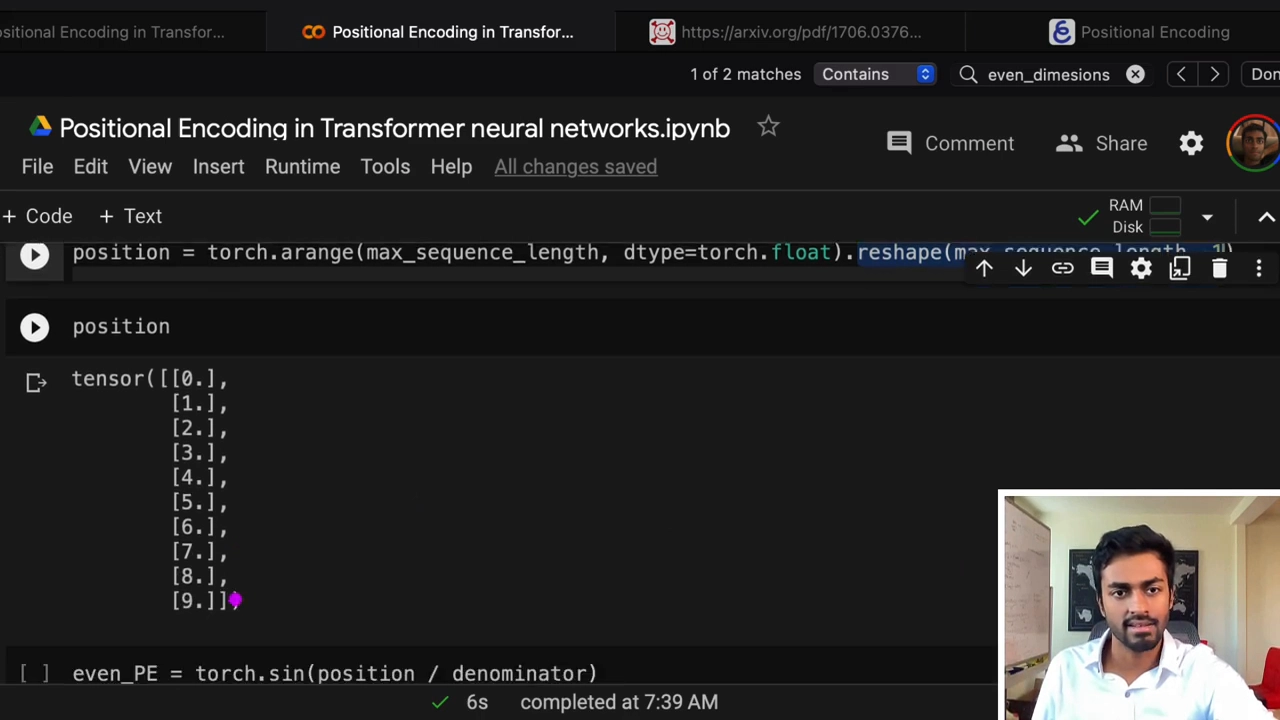 ositional Encoding in Transfor...
Positional Encoding in Transfor...
https://arxiv.org/pdf/1706.0376...
Positional Encoding
1 of 2 matches
Contains
even_dimesions
Don
Positional Encoding in Transformer neural networks.ipynb
Comment
Share
File Edit View Insert Runtime Tools Help All changes saved
+ Code + Text
RAM
Disk
position = torch.arange(max_sequence_length, dtype=torch.float).reshape(max_sequence_length, 1)
position
tensor([[0.],
[1.],
[2.],
[3.],
[4.],
[5.],
[6.],
[7.],
[8.],
[9.]])
[ ] even_PE = torch.sin(position / denominator)
6s completed at 7:39 AM